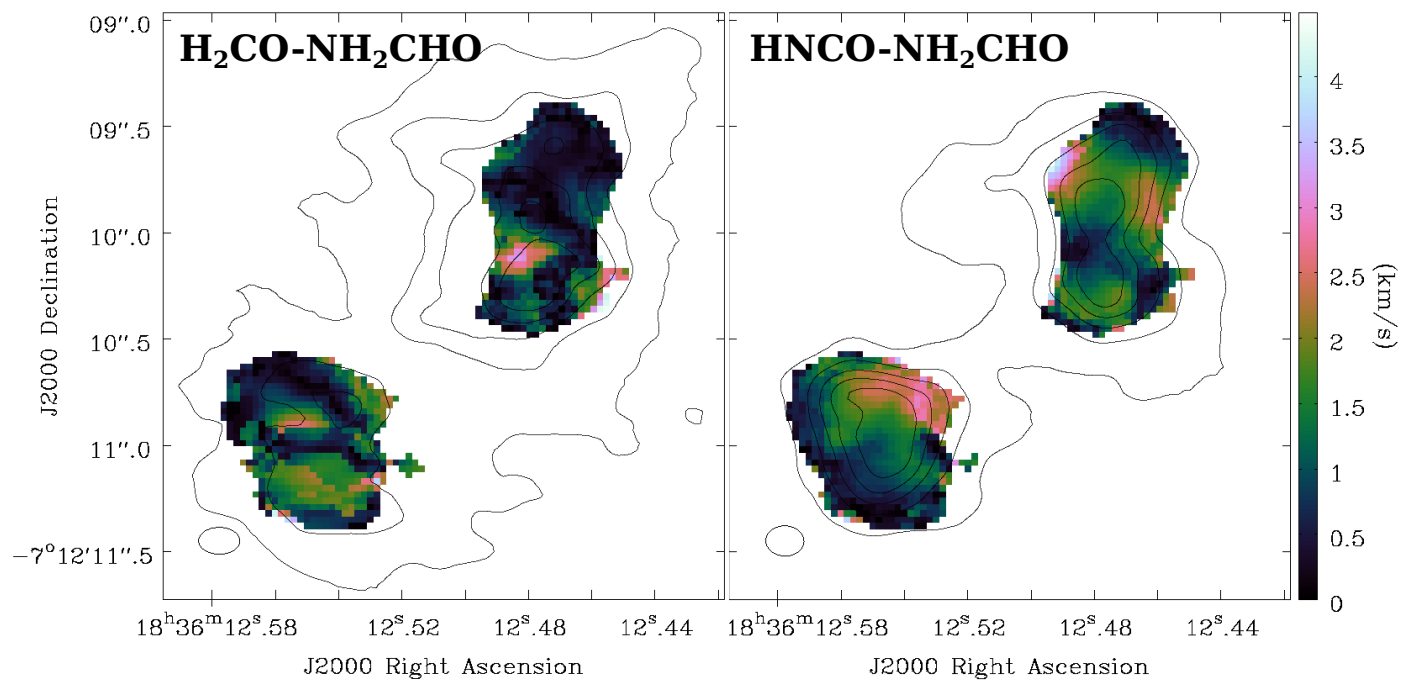 H₂CO-NH₂CHO
HNCO-NH₂CHO
09″.0
09″.5
10″.0
10″.5
11″.0
−7°12′11″.5
J2000 Declination
18ʰ36ᵐ12ˢ.58
12ˢ.52
12ˢ.48
12ˢ.44
J2000 Right Ascension
18ʰ36ᵐ12ˢ.58
12ˢ.52
12ˢ.48
12ˢ.44
J2000 Right Ascension
4
3.5
3
2.5
2
1.5
1
0.5
0
(km/s)